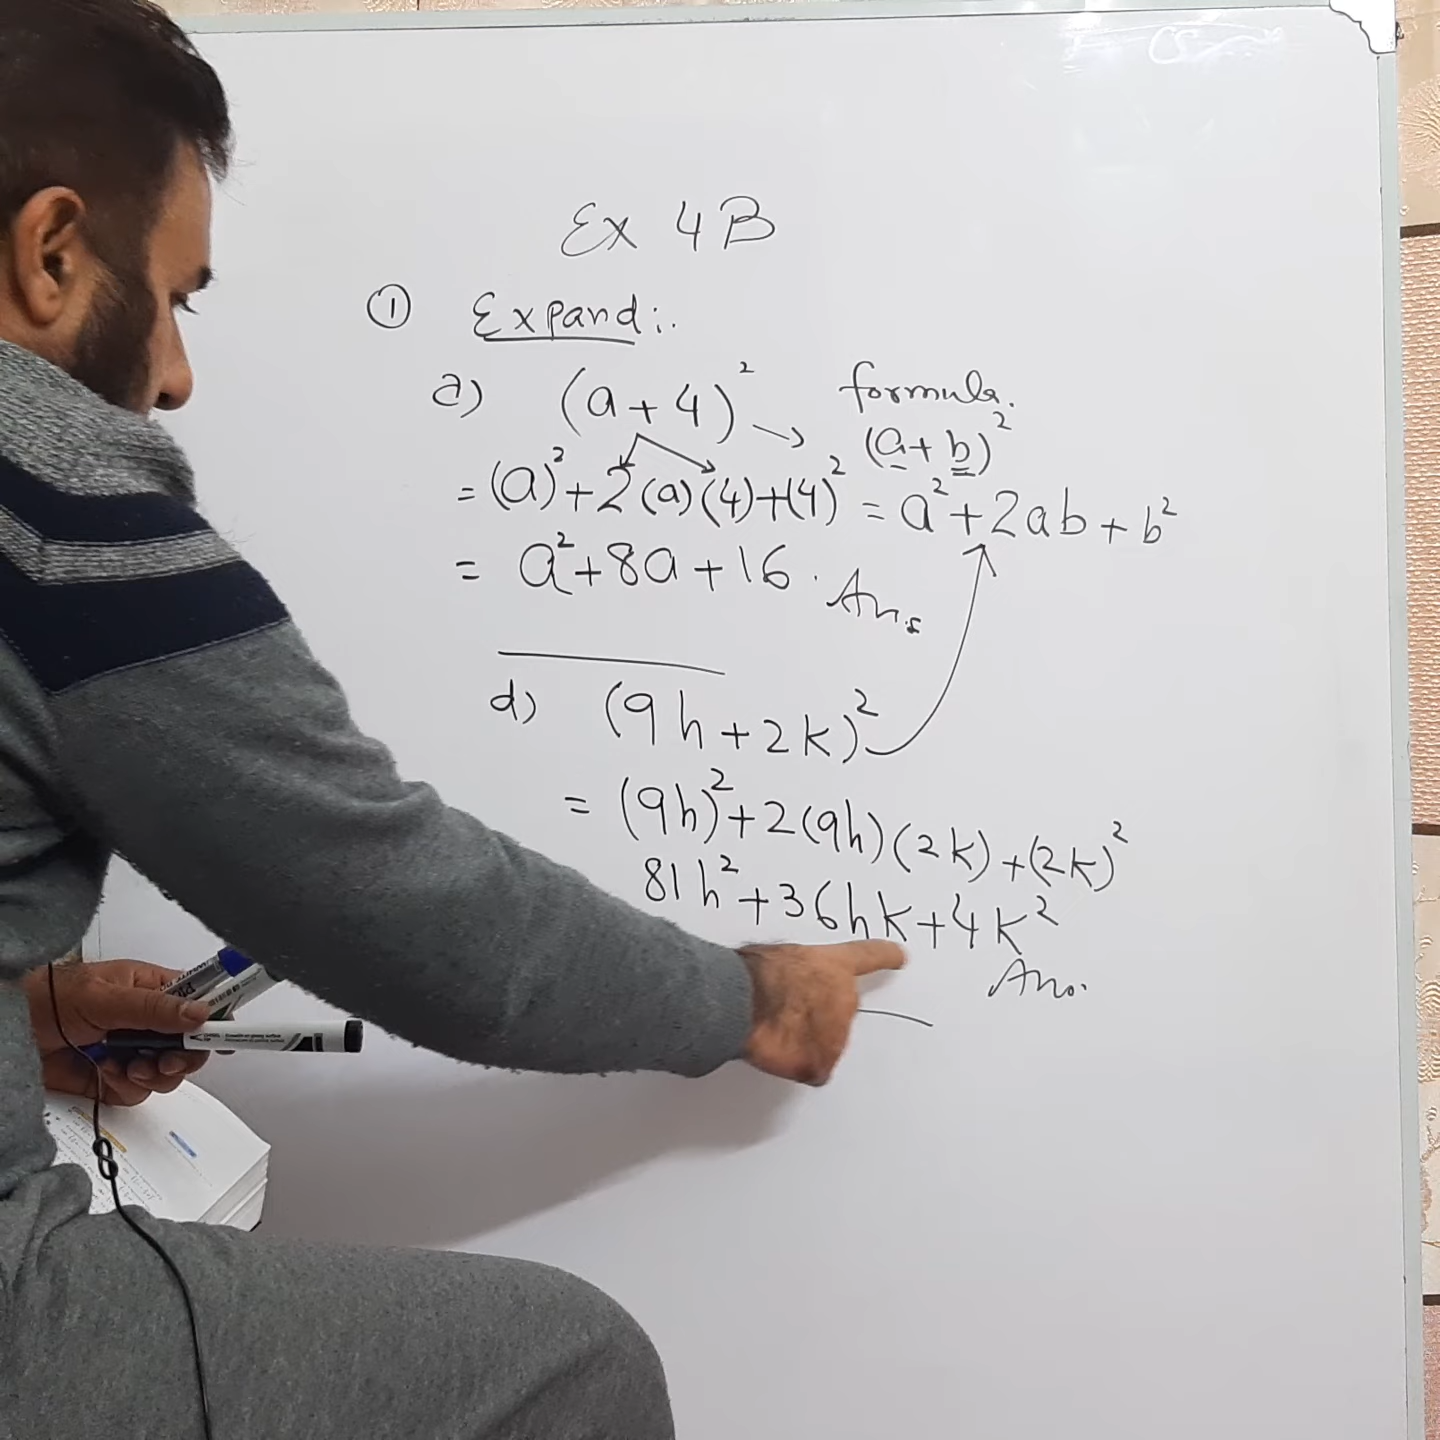 Ex 4B
① Expand:.
a) (a+4)² → formula.
(a+b)²
= (a)²+2(a)(4)+(4)² = a²+2ab+b²
= a²+8a+16. Ans
d) (9h+2k)²
= (9h)²+2(9h)(2k)+(2k)²
81h²+36hk+4k²
Ans.